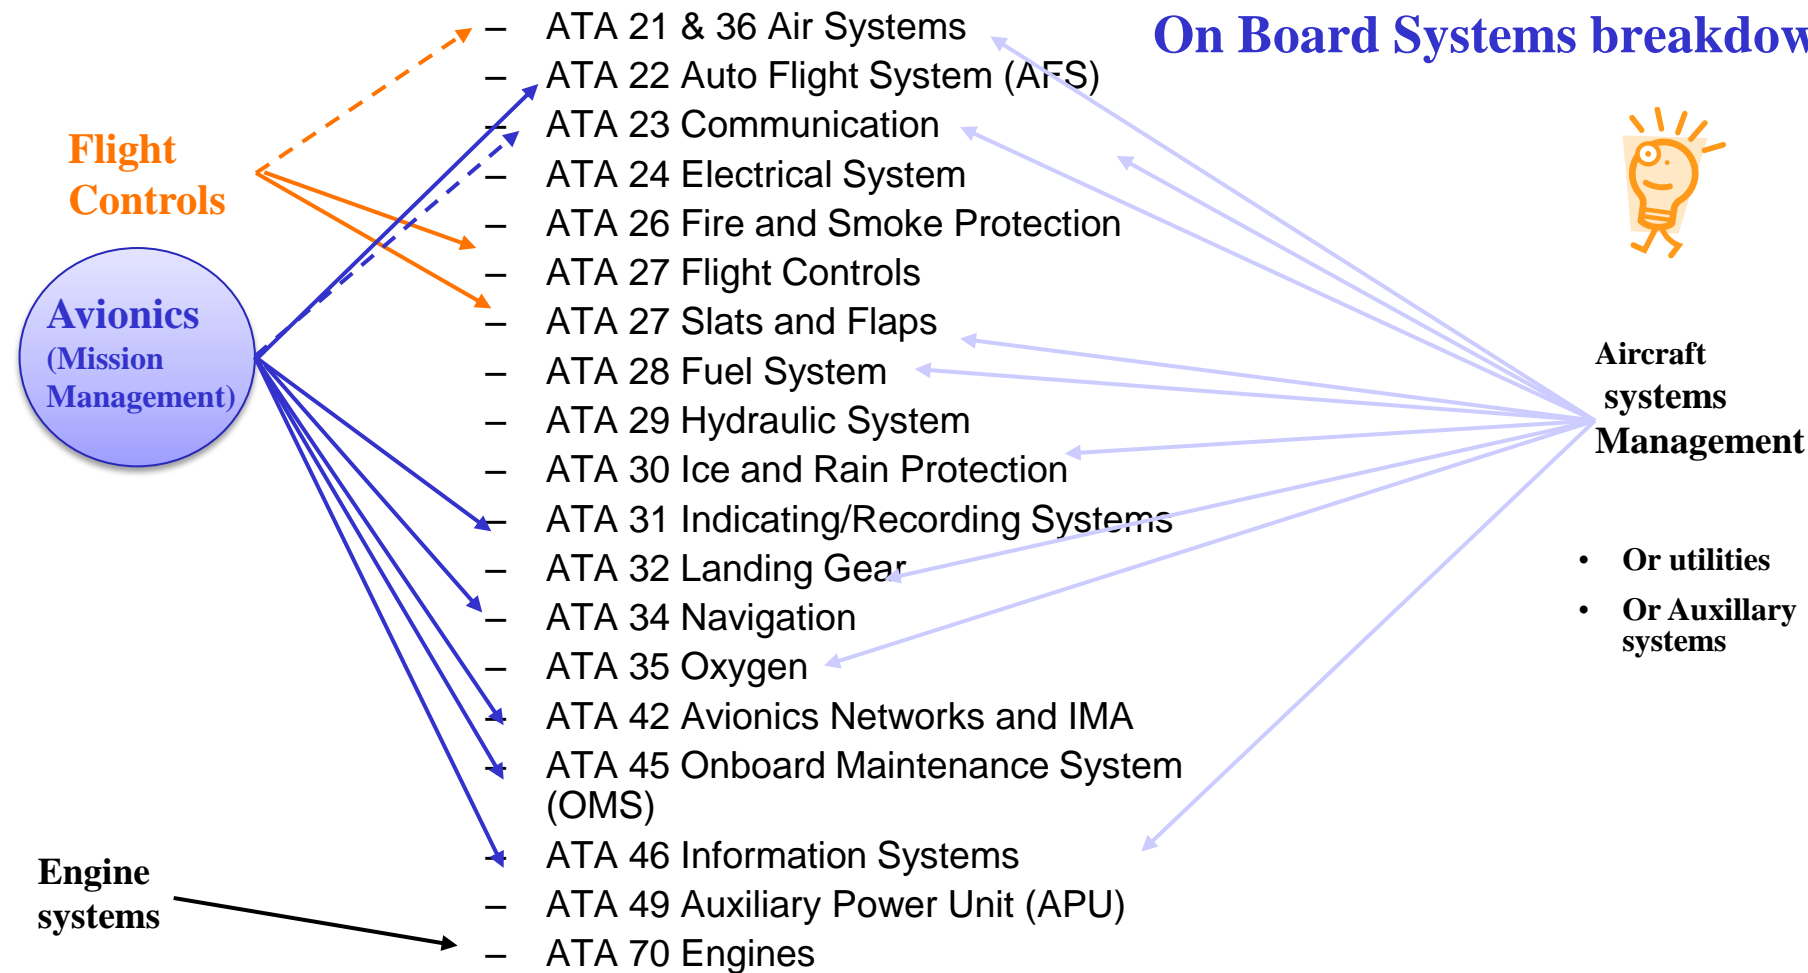 On Board Systems breakdow
– ATA 21 & 36 Air Systems
– ATA 22 Auto Flight System (AFS)
– ATA 23 Communication
– ATA 24 Electrical System
– ATA 26 Fire and Smoke Protection
– ATA 27 Flight Controls
– ATA 27 Slats and Flaps
– ATA 28 Fuel System
– ATA 29 Hydraulic System
– ATA 30 Ice and Rain Protection
– ATA 31 Indicating/Recording Systems
– ATA 32 Landing Gear
– ATA 34 Navigation
– ATA 35 Oxygen
– ATA 42 Avionics Networks and IMA
– ATA 45 Onboard Maintenance System
(OMS)
– ATA 46 Information Systems
– ATA 49 Auxiliary Power Unit (APU)
– ATA 70 Engines
Flight
Controls
Avionics
(Mission
Management)
Engine
systems
Aircraft
systems
Management
• Or utilities
• Or Auxillary
systems